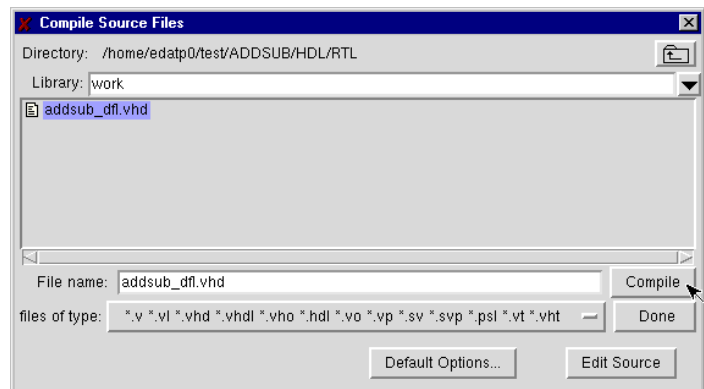 Compile Source Files
Directory: /home/edatp0/test/ADDSUB/HDL/RTL
Library: work
addsub_dfl.vhd
File name: addsub_dfl.vhd Compile
files of type: *.v *.vl *.vhd *.vhdl *.vho *.hdl *.vo *.vp *.sv *.svp *.psl *.vt *.vht Done
Default Options... Edit Source